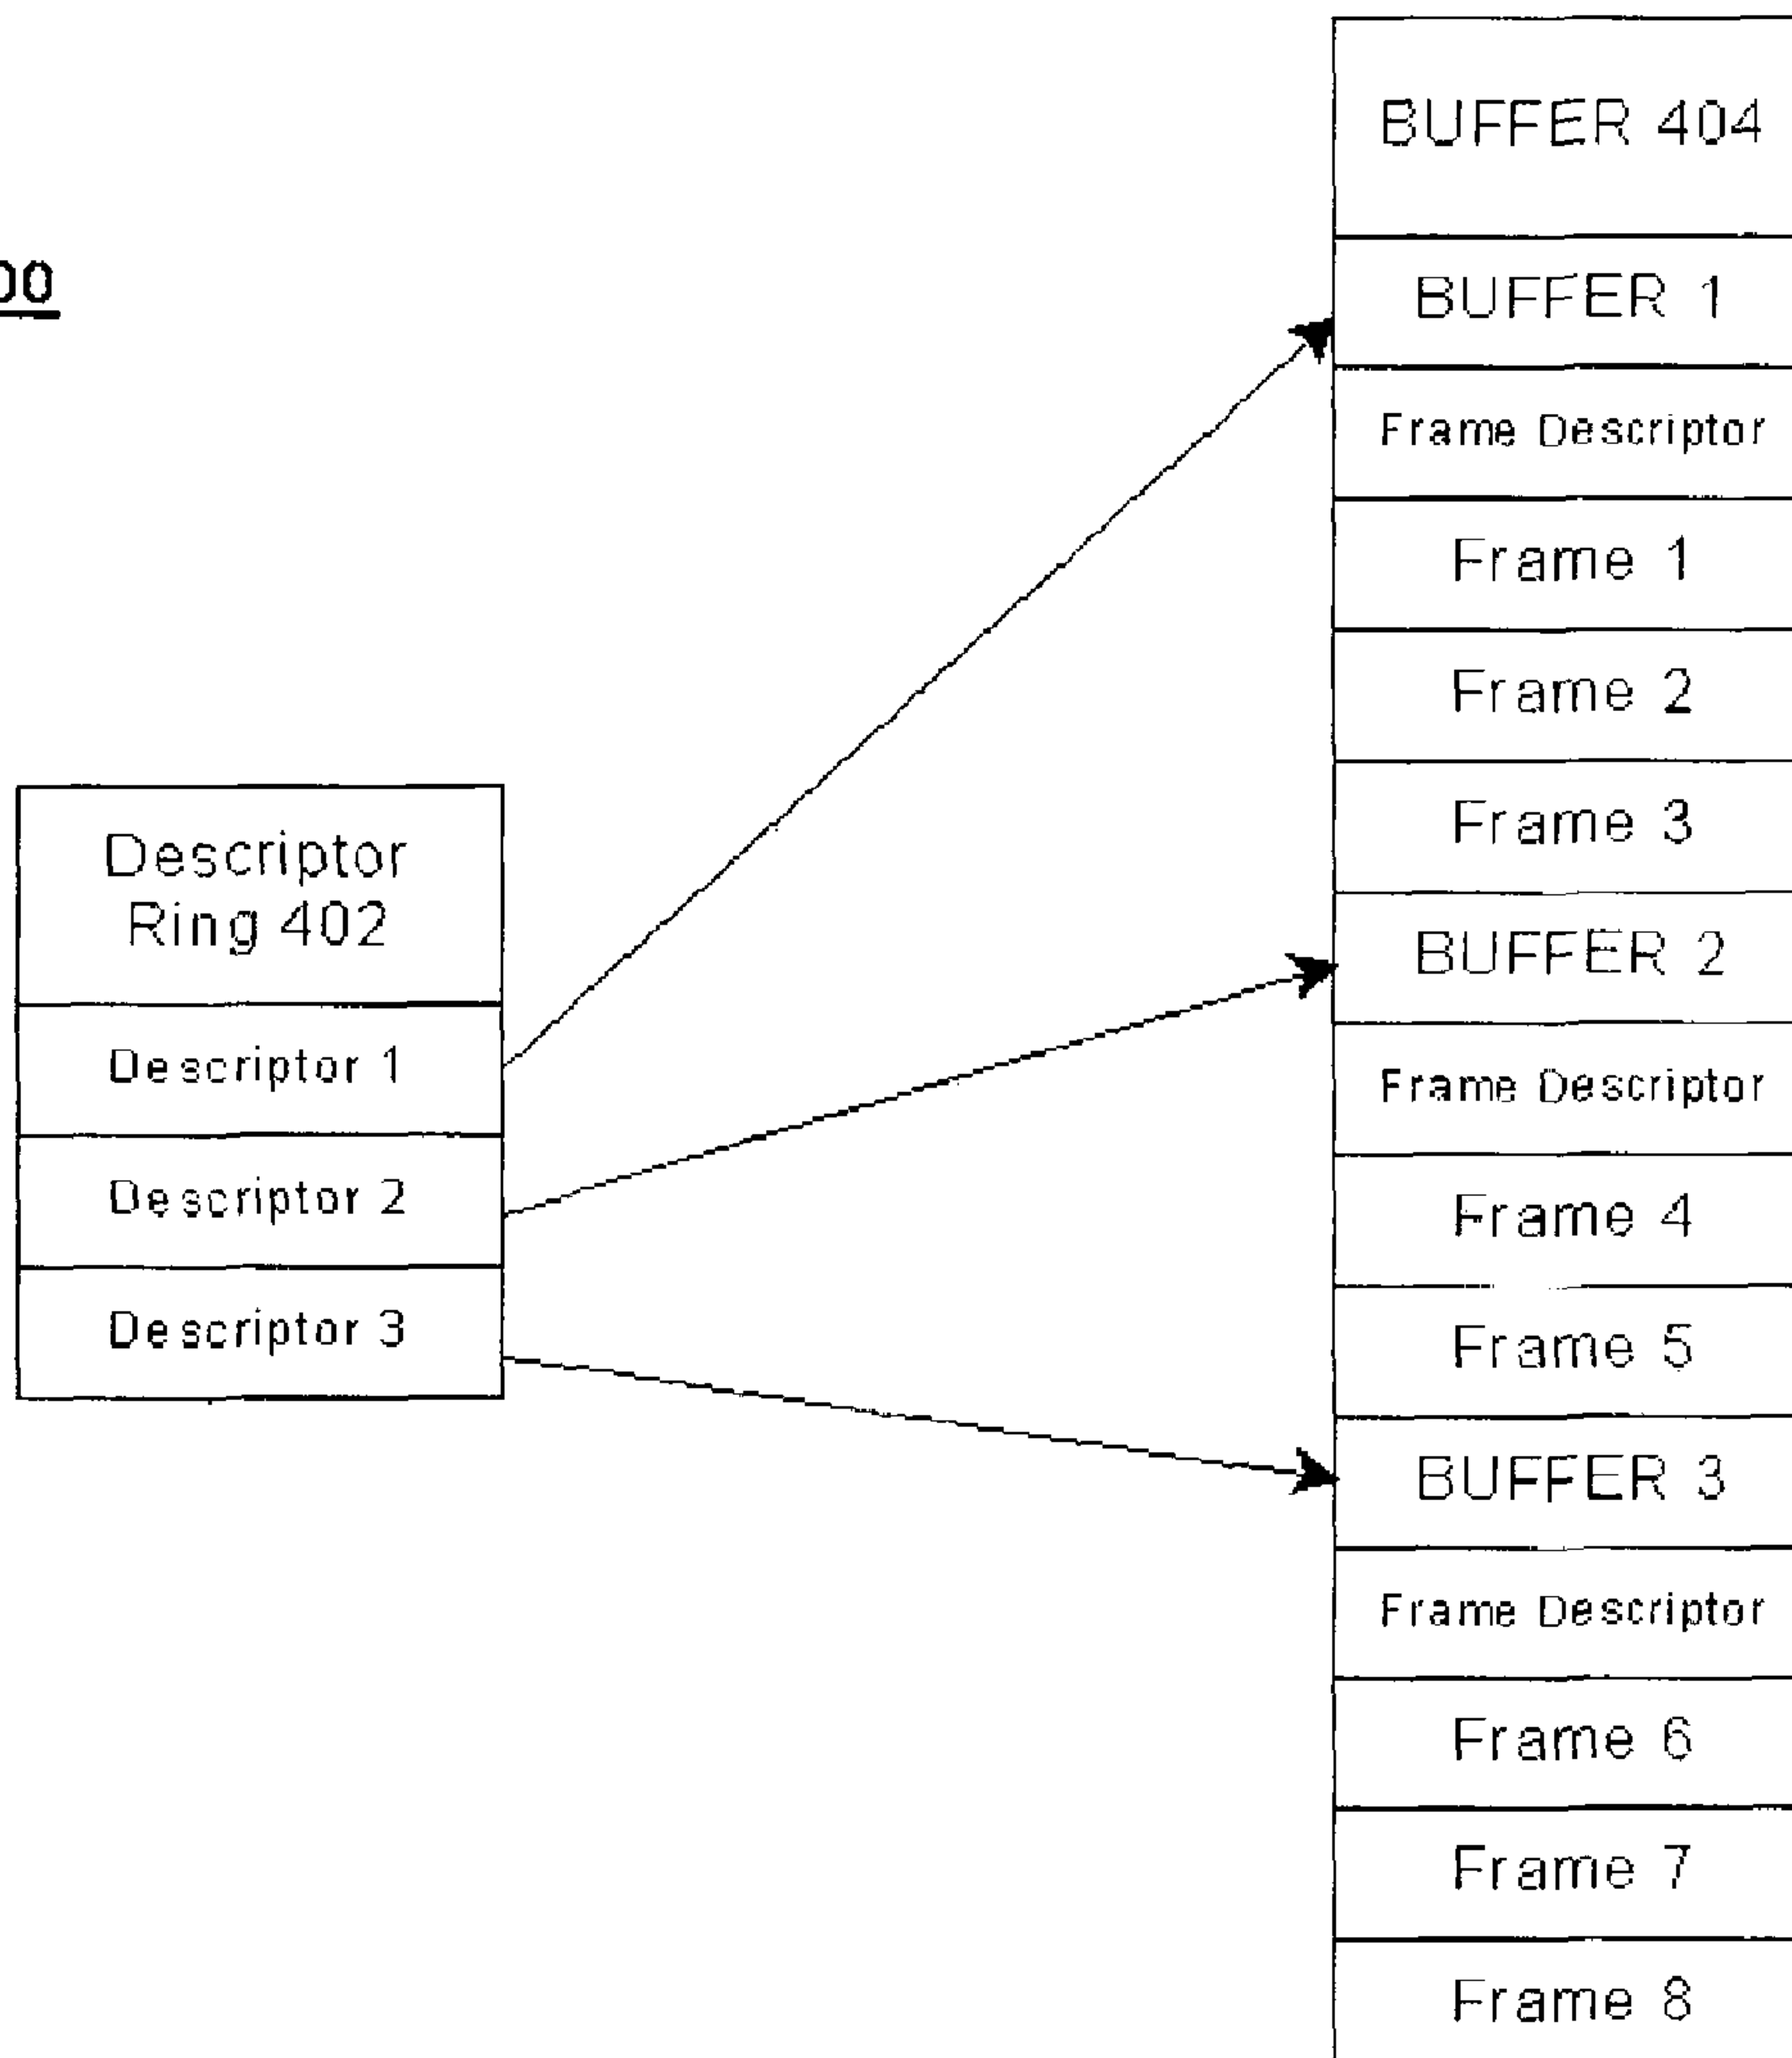 00
Descriptor
Ring 402
Descriptor 1
Descriptor 2
Descriptor 3
BUFFER 404
BUFFER 1
Frame Descriptor
Frame 1
Frame 2
Frame 3
BUFFER 2
Frame Descriptor
Frame 4
Frame 5
BUFFER 3
Frame Descriptor
Frame 6
Frame 7
Frame 8